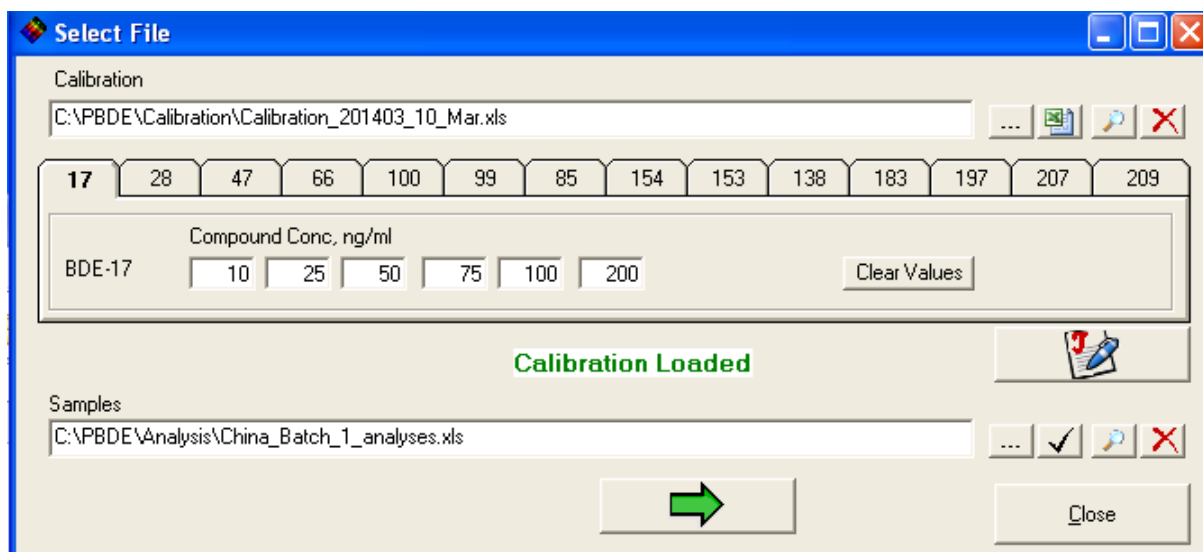 Select File
Calibration
C:\PBDE\Calibration\Calibration_201403_10_Mar.xls
...
17 28 47 66 100 99 85 154 153 138 183 197 207 209
Compound Conc, ng/ml
BDE-17 10 25 50 75 100 200 Clear Values
Calibration Loaded
Samples
C:\PBDE\Analysis\China_Batch_1_analyses.xls
...
Close